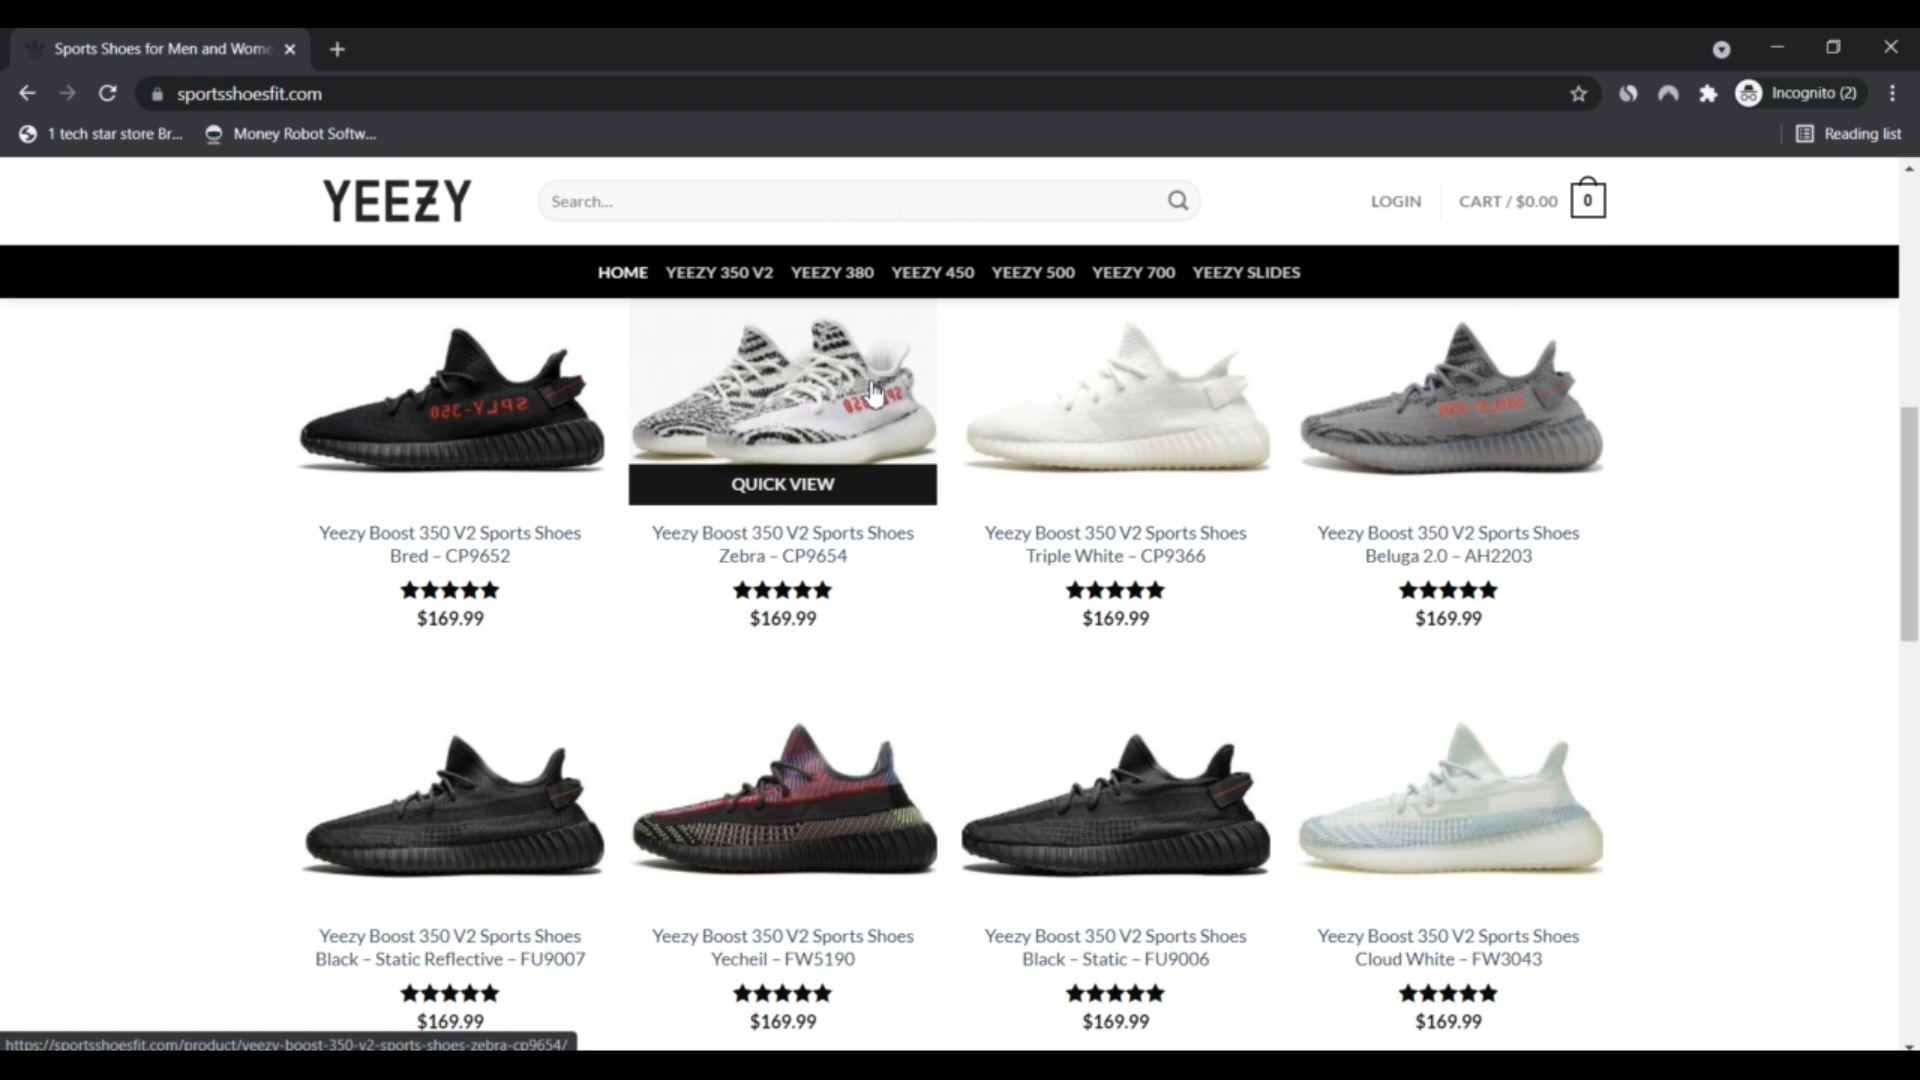 Sports Shoes for Men and Wome
sportsshoesfit.com
Incognito (2)
1 tech star store Br...
Money Robot Softw...
Reading list
YEEZY
Search...
LOGIN
CART / $0.00
0
HOME
YEEZY 350 V2
YEEZY 380
YEEZY 450
YEEZY 500
YEEZY 700
YEEZY SLIDES
SPLY-350
QUICK VIEW
Yeezy Boost 350 V2 Sports Shoes
Bred – CP9652
$169.99
Yeezy Boost 350 V2 Sports Shoes
Zebra – CP9654
$169.99
Yeezy Boost 350 V2 Sports Shoes
Triple White – CP9366
$169.99
Yeezy Boost 350 V2 Sports Shoes
Beluga 2.0 – AH2203
$169.99
Yeezy Boost 350 V2 Sports Shoes
Black – Static Reflective – FU9007
$169.99
Yeezy Boost 350 V2 Sports Shoes
Yecheil – FW5190
$169.99
Yeezy Boost 350 V2 Sports Shoes
Black – Static – FU9006
$169.99
Yeezy Boost 350 V2 Sports Shoes
Cloud White – FW3043
$169.99
https://sportsshoesfit.com/product/yeezy-boost-350-v2-sports-shoes-zebra-cp9654/